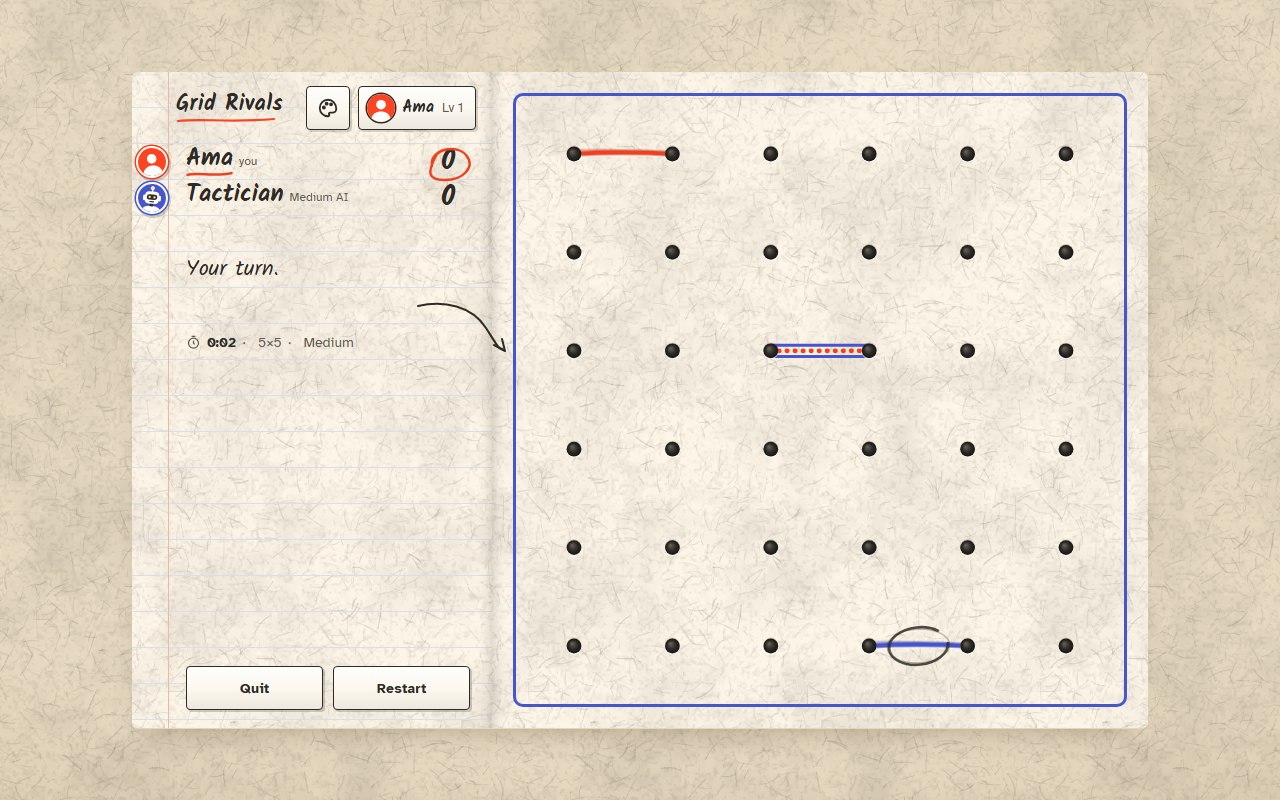 Grid Rivals
Ama Lv 1
Ama you 0
Tactician Medium AI 0
Your turn.
0:02 · 5×5 · Medium
Quit Restart